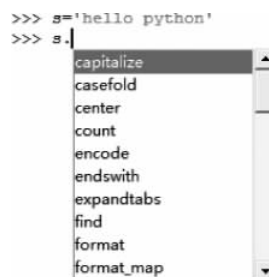 >>> s='hello python'
>>> s.
capitalize
casefold
center
count
encode
endswith
expandtabs
find
format
format_map